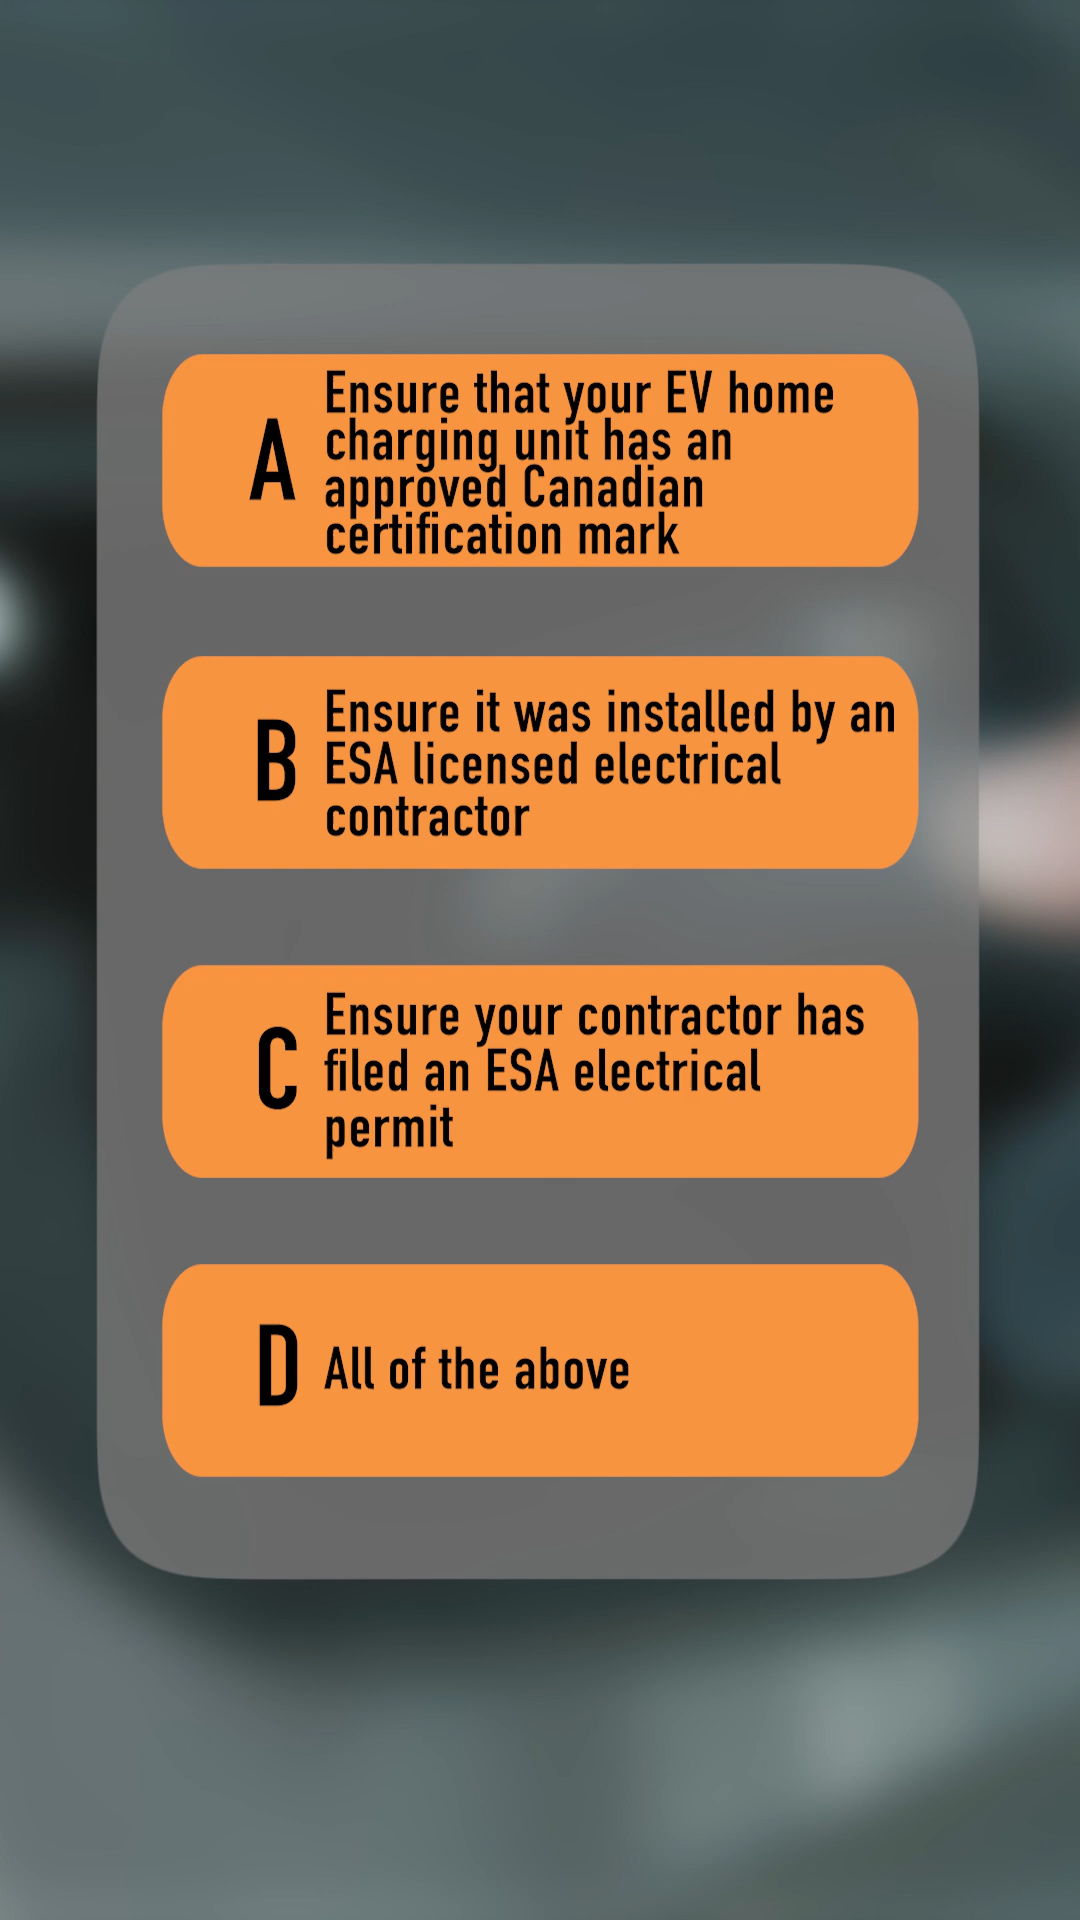 A
Ensure that your EV home
charging unit has an
approved Canadian
certification mark
B
Ensure it was installed by an
ESA licensed electrical
contractor
C
Ensure your contractor has
filed an ESA electrical
permit
D
All of the above